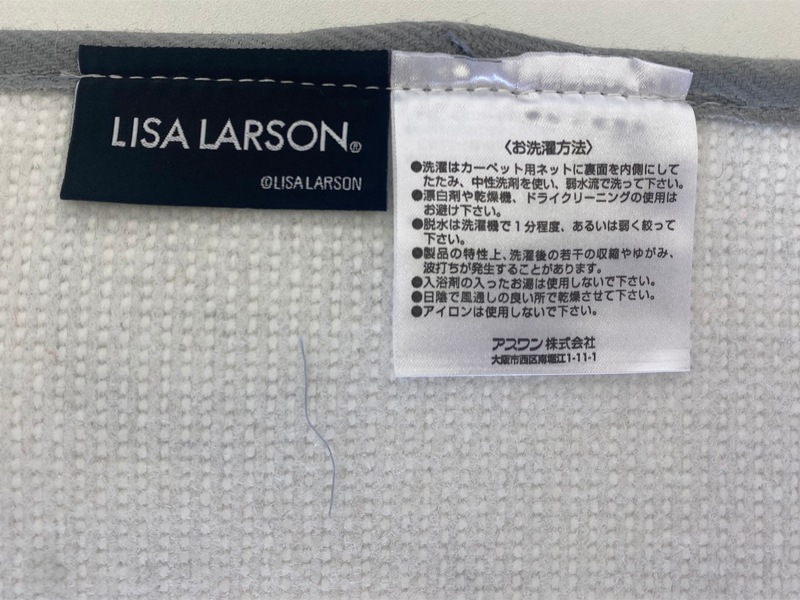 LISA LARSON®
©LISA LARSON
〈お洗濯方法〉
●洗濯はカーペット用ネットに裏面を内側にして
たたみ、中性洗剤を使い、弱水流で洗って下さい。
●漂白剤や乾燥機、ドライクリーニングの使用は
お避け下さい。
●脱水は洗濯機で1分程度、あるいは弱く絞って
下さい。
●製品の特性上、洗濯後の若干の収縮やゆがみ、
波打ちが発生することがあります。
●入浴剤の入ったお湯は使用しないで下さい。
●日陰で風通しの良い所で乾燥させて下さい。
●アイロンは使用しないで下さい。
アスワン株式会社
大阪市西区南堀江1-11-1